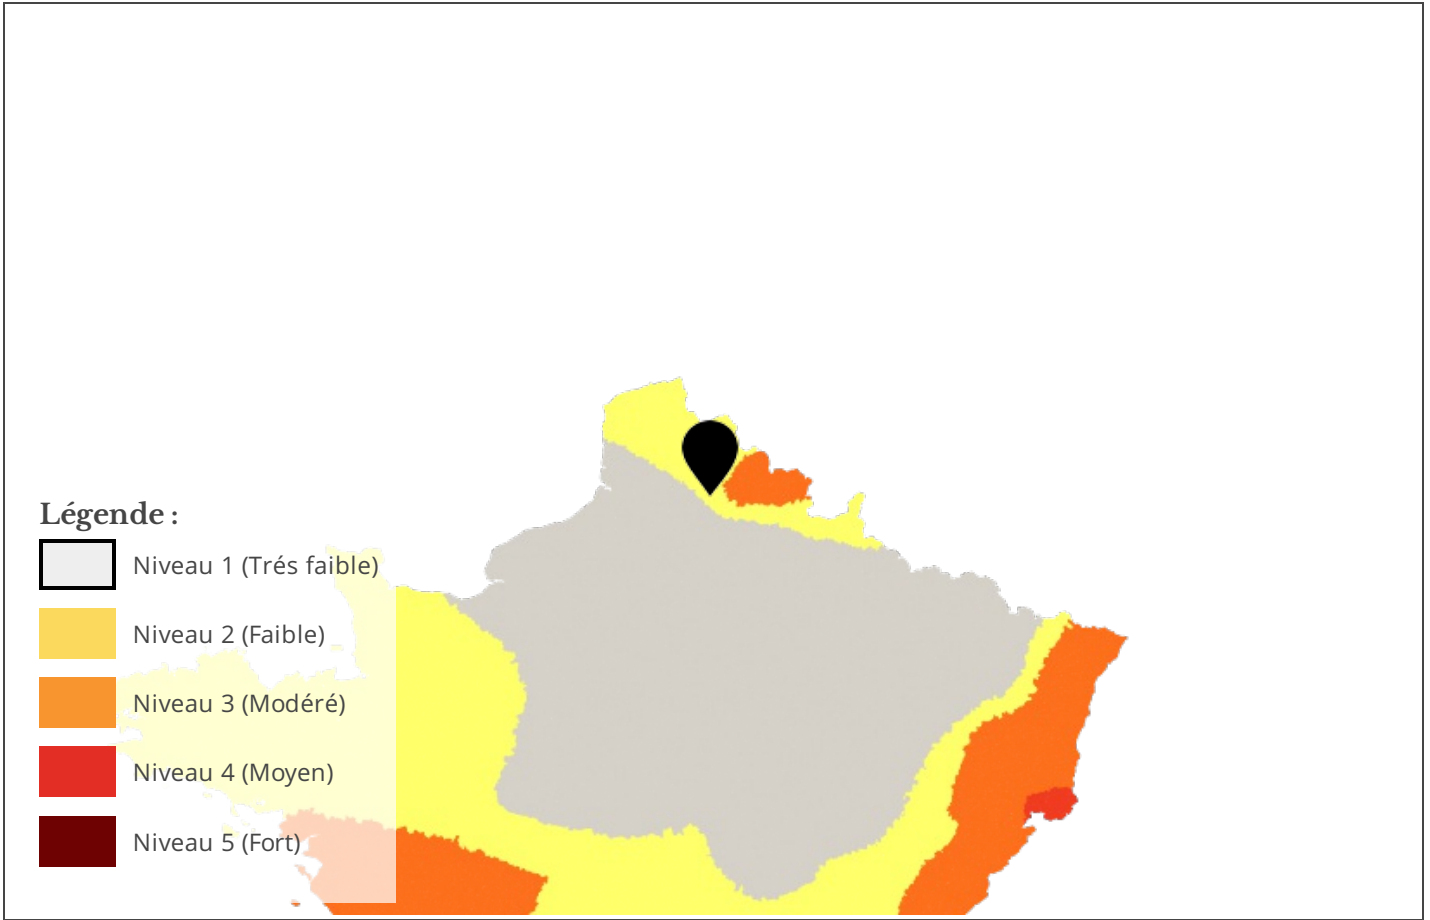 Légende :
Niveau 1 (Trés faible)
Niveau 2 (Faible)
Niveau 3 (Modéré)
Niveau 4 (Moyen)
Niveau 5 (Fort)